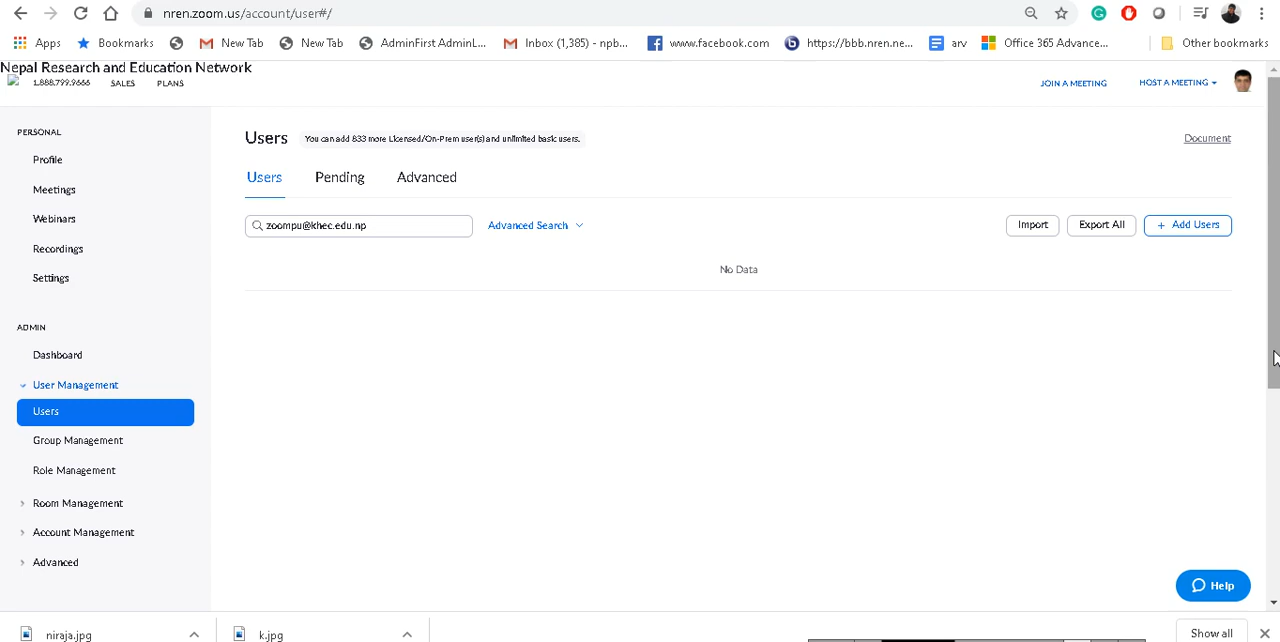 nren.zoom.us/account/user#/
Apps Bookmarks New Tab New Tab AdminFirst AdminL... Inbox (1,385) - npb... www.facebook.com https://bbb.nren.ne... arv Office 365 Advance... Other bookmarks
Nepal Research and Education Network
1.888.799.9666 SALES PLANS JOIN A MEETING HOST A MEETING
PERSONAL
Profile
Meetings
Webinars
Recordings
Settings
ADMIN
Dashboard
User Management
Users
Group Management
Role Management
Room Management
Account Management
Advanced
Users You can add 833 more Licensed/On-Prem user(s) and unlimited basic users. Document
Users Pending Advanced
zoompu@khec.edu.np Advanced Search Import Export All + Add Users
No Data
Help
niraja.jpg k.jpg Show all